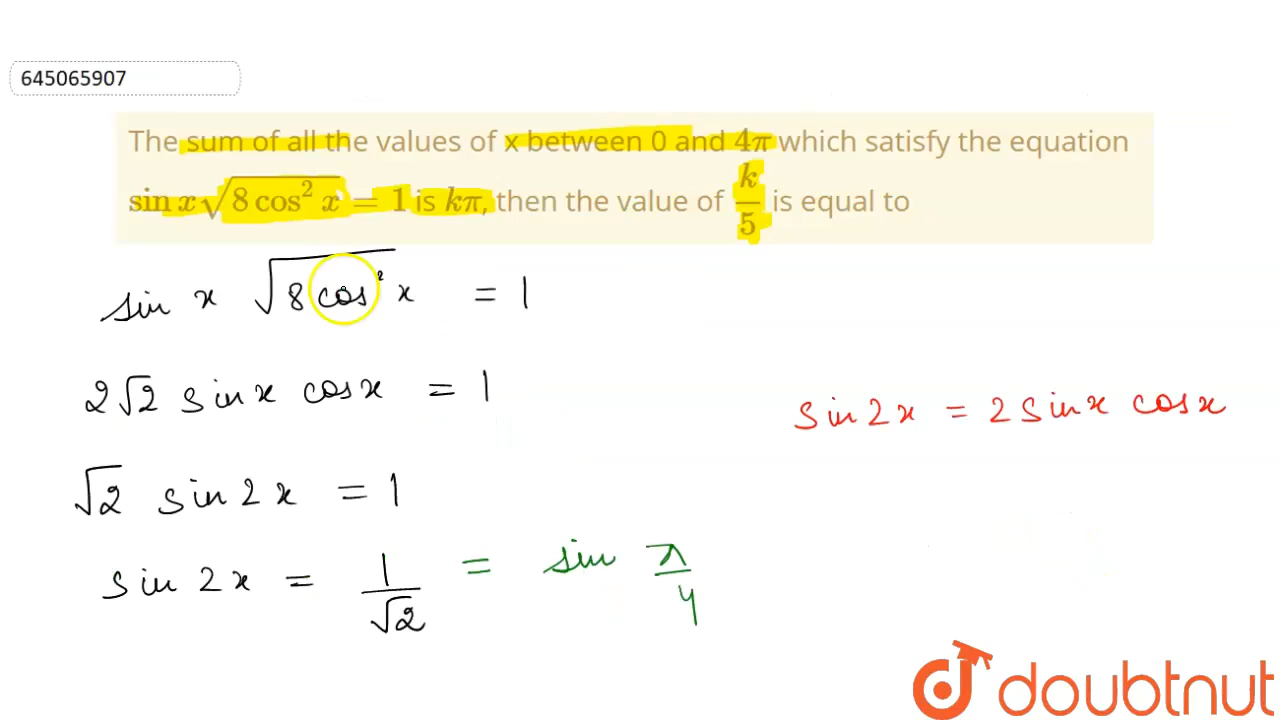 645065907
The sum of all the values of x between 0 and 4π which satisfy the equation
sin x√(8 cos² x) = 1 is kπ, then the value of k/5 is equal to
sin x √(8 cos² x) = 1
2√2 sin x cos x = 1
sin 2x = 2 sin x cos x
√2 sin 2x = 1
sin 2x = 1/√2 = sin π/4
doubtnut